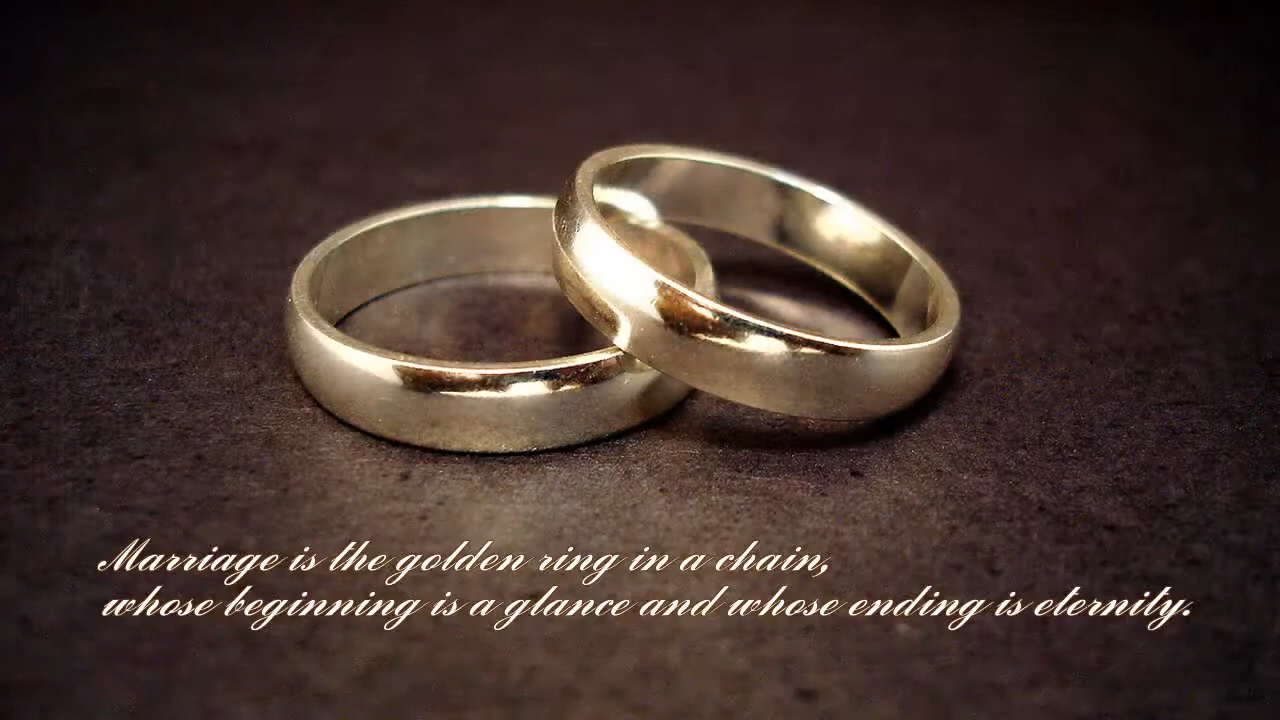 Marriage is the golden ring in a chain,
whose beginning is a glance and whose ending is eternity.